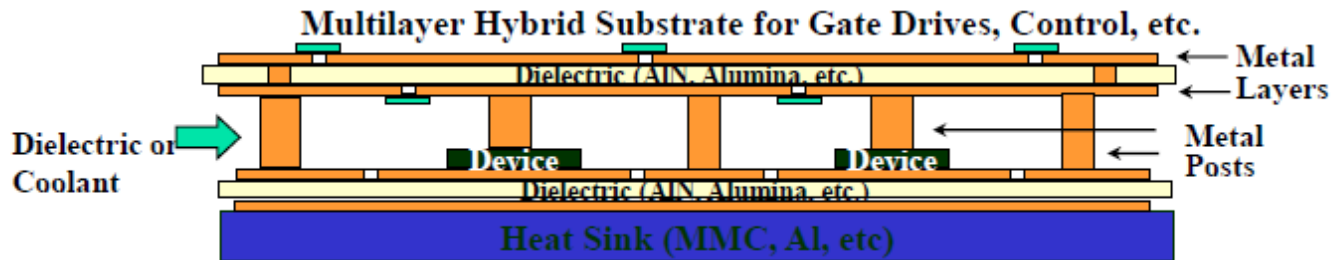 Multilayer Hybrid Substrate for Gate Drives, Control, etc.
Dielectric (AlN, Alumina, etc.)
Metal
Layers
Dielectric or
Coolant
Device
Device
Metal
Posts
Dielectric (AlN, Alumina, etc.)
Heat Sink (MMC, Al, etc)